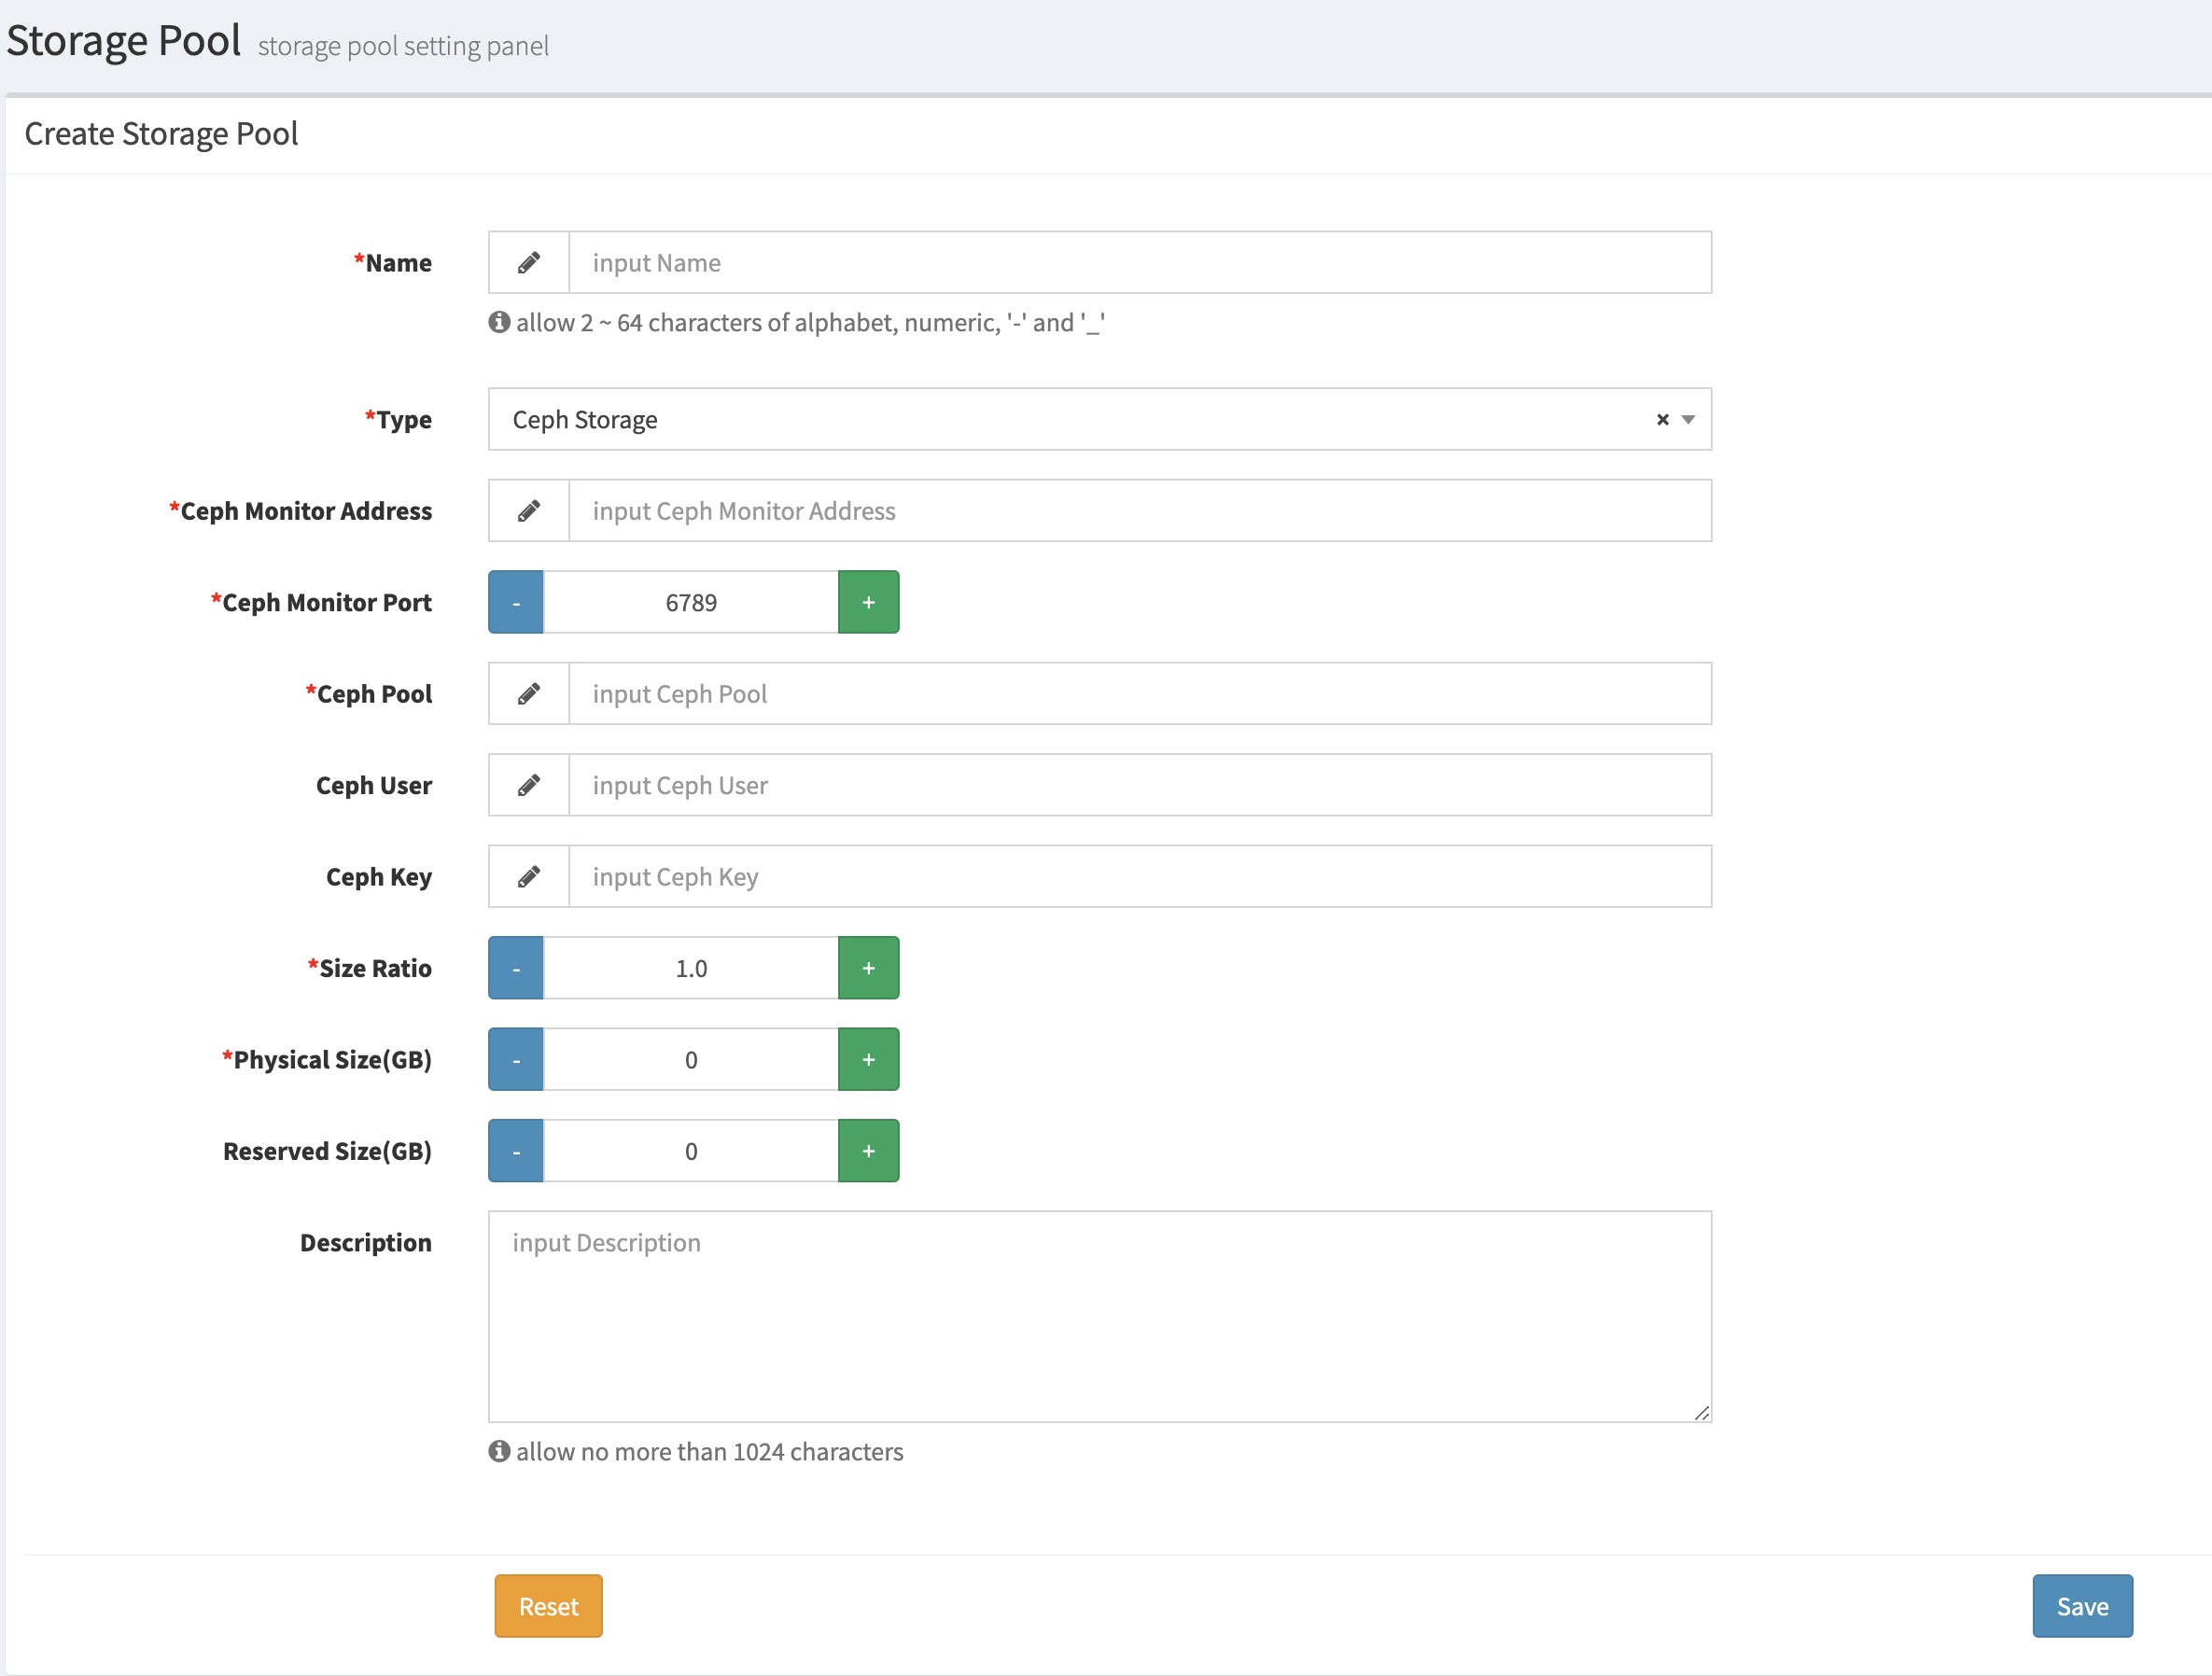 Storage Pool storage pool setting panel
Create Storage Pool
*Name input Name
allow 2 ~ 64 characters of alphabet, numeric, '-' and '_'
*Type Ceph Storage × 
*Ceph Monitor Address input Ceph Monitor Address
*Ceph Monitor Port - 6789 +
*Ceph Pool input Ceph Pool
Ceph User input Ceph User
Ceph Key input Ceph Key
*Size Ratio - 1.0 +
*Physical Size(GB) - 0 +
Reserved Size(GB) - 0 +
Description input Description
allow no more than 1024 characters
Reset Save